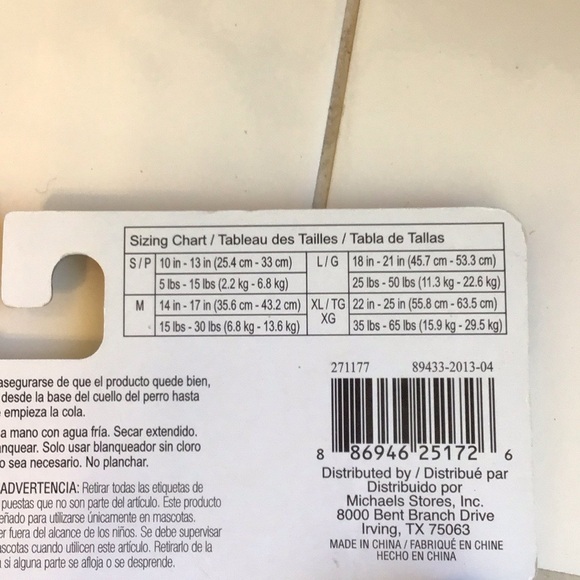 Sizing Chart / Tableau des Tailles / Tabla de Tallas
S/P 10 in - 13 in (25.4 cm - 33 cm) L/G 18 in - 21 in (45.7 cm - 53.3 cm)
5 lbs - 15 lbs (2.2 kg - 6.8 kg) 25 lbs - 50 lbs (11.3 kg - 22.6 kg)
M 14 in - 17 in (35.6 cm - 43.2 cm) XL/TG XG 22 in - 25 in (55.8 cm - 63.5 cm)
15 lbs - 30 lbs (6.8 kg - 13.6 kg) 35 lbs - 65 lbs (15.9 kg - 29.5 kg)
asegurarse de que el producto quede bien,
desde la base del cuello del perro hasta
empieza la cola.
a mano con agua fría. Secar extendido.
nquear. Solo usar blanqueador sin cloro
o sea necesario. No planchar.
ADVERTENCIA: Retirar todas las etiquetas de
puestas que no son parte del artículo. Este producto
eñado para utilizarse únicamente en mascotas.
er fuera del alcance de los niños. Se debe supervisar
ascotas cuando utilicen este artículo. Retirarlo de la
si alguna parte se afloja o se desprende.
271177 89433-2013-04
8 86946 25172 6
Distributed by / Distribué par
Distribuido por
Michaels Stores, Inc.
8000 Bent Branch Drive
Irving, TX 75063
MADE IN CHINA / FABRIQUÉ EN CHINE
HECHO EN CHINA